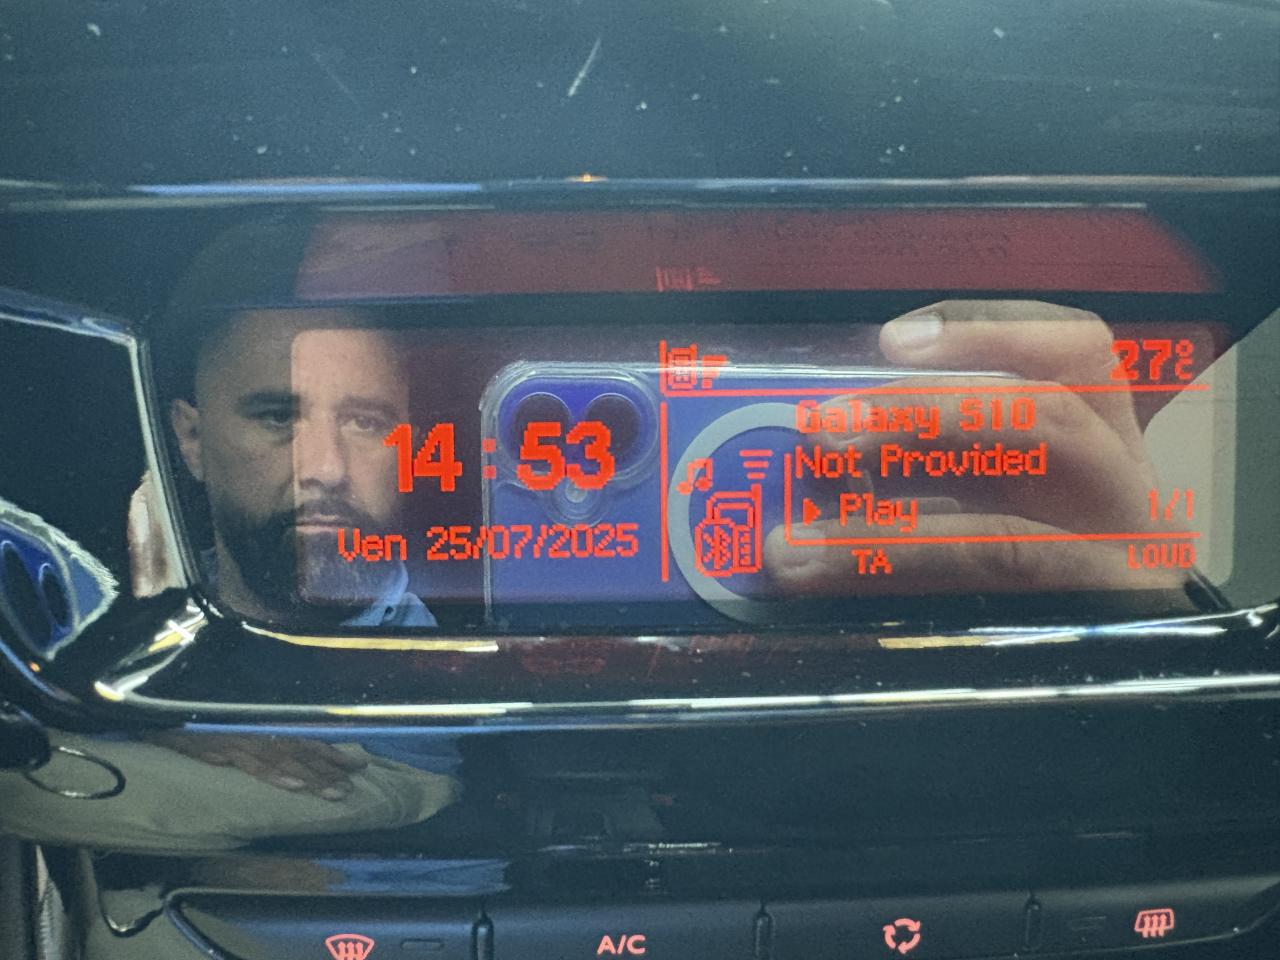 14:53
Ven 25/07/2025
27°C
Galaxy S10
Not Provided
Play 1/1
TA LOUD
A/C